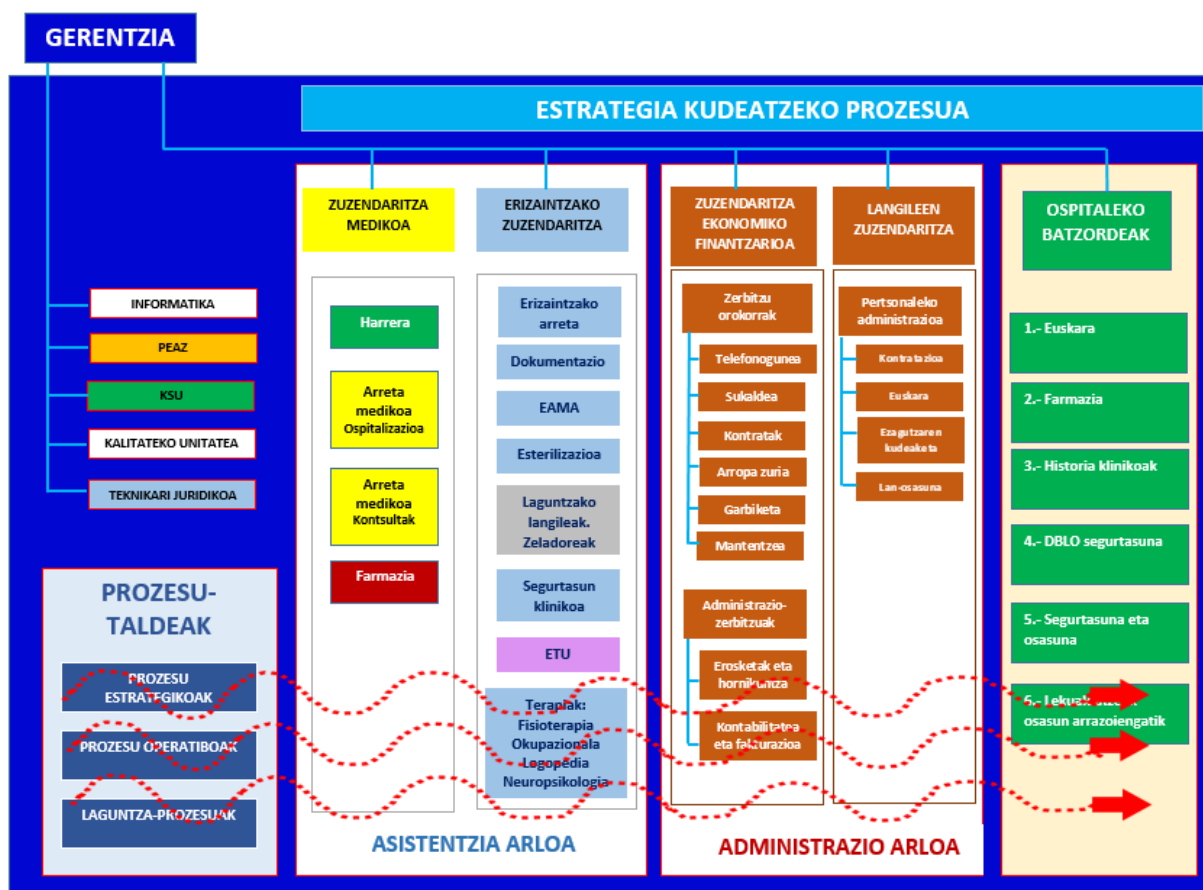 GERENTZIA
ESTRATEGIA KUDEATZEKO PROZESUA
INFORMATIKA
PEAZ
KSU
KALITATEKO UNITATEA
TEKNIKARI JURIDIKOA
PROZESU-
TALDEAK
PROZESU
ESTRATEGIKOAK
PROZESU OPERATIBOAK
LAGUNTZA-PROZESUAK
ZUZENDARITZA
MEDIKOA
Harrera
Arreta
medikoa
Ospitalizazioa
Arreta
medikoa
Kontsultak
Farmazia
ERIZAINTZAKO
ZUZENDARITZA
Erizaintzako
arreta
Dokumentazio
EAMA
Esterilizazioa
Laguntzako
langileak.
Zeladoreak
Segurtasun
klinikoa
ETU
Terapiak:
Fisioterapia
Okupazionala
Logopedia
Neuropsikologia
ASISTENTZIA ARLOA
ZUZENDARITZA
EKONOMIKO
FINANTZARIOA
Zerbitzu
orokorrak
Telefonogunea
Sukaldea
Kontratak
Arropa zuria
Garbiketa
Mantentzea
Administrazio-
zerbitzuak
Erosketak eta
hornikuntza
Kontabilitatea
eta fakturazioa
LANGILEEN
ZUZENDARITZA
Pertsonaleko
administrazioa
Kontratazioa
Euskara
Ezagutzaren
kudeaketa
Lan-osasuna
ADMINISTRAZIO ARLOA
OSPITALEKO
BATZORDEAK
1.- Euskara
2.- Farmazia
3.- Historia klinikoak
4.- DBLO segurtasuna
5.- Segurtasuna eta
osasuna
6.-
osasun arrazoiengatik